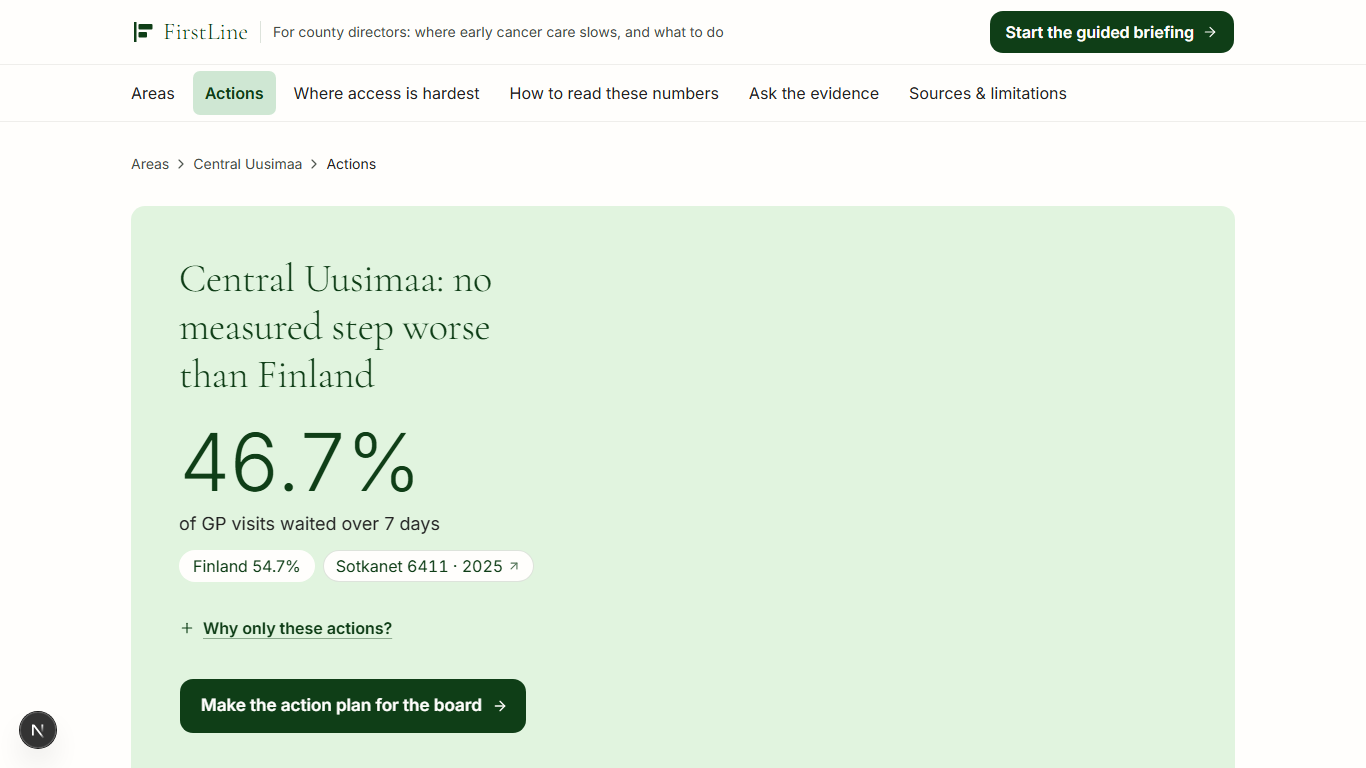 FirstLine
For county directors: where early cancer care slows, and what to do
Start the guided briefing →
Areas
Actions
Where access is hardest
How to read these numbers
Ask the evidence
Sources & limitations
Areas > Central Uusimaa > Actions
Central Uusimaa: no
measured step worse
than Finland
46.7%
of GP visits waited over 7 days
Finland 54.7%
Sotkanet 6411 · 2025 ↗
+ Why only these actions?
Make the action plan for the board →
N